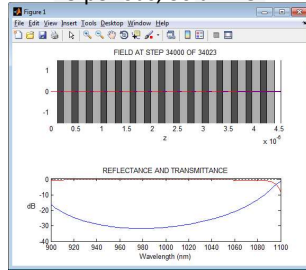 Figure 1
File Edit View Insert Tools Desktop Window Help
FIELD AT STEP 34000 OF 34023
1
0
-1
0 0.5 1 1.5 2 2.5 3 3.5 4 4.5
z
x 10⁻⁶
REFLECTANCE AND TRANSMITTANCE
0
-10
dB
-20
-30
-40
900 920 940 960 980 1000 1020 1040 1060 1080 1100
Wavelength (nm)